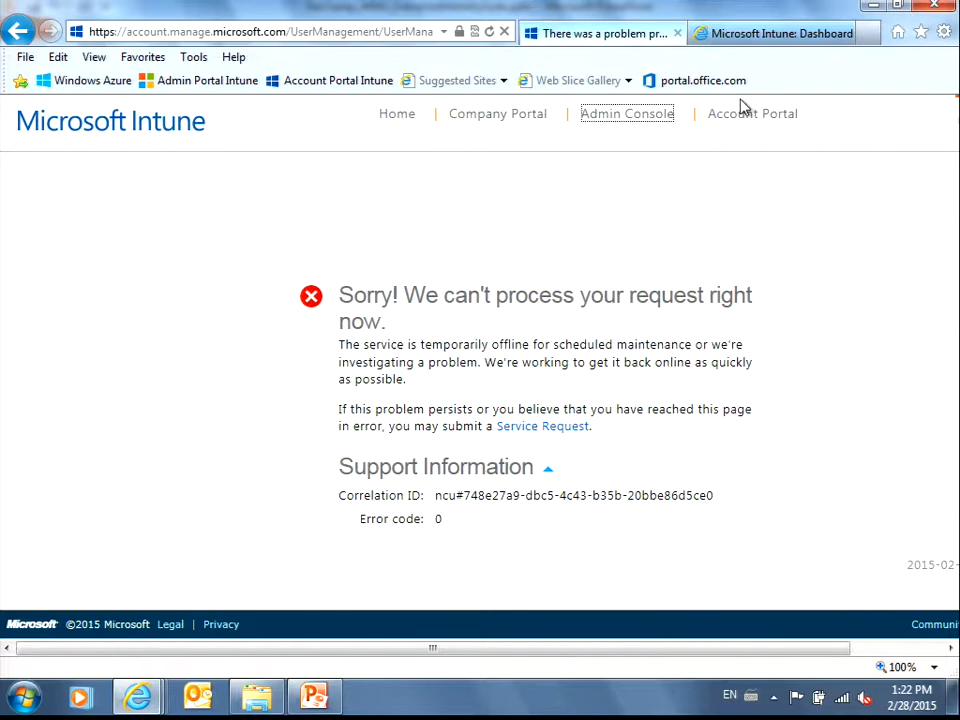 https://account.manage.microsoft.com/UserManagement/UserMana
There was a problem pr...
Microsoft Intune: Dashboard
File Edit View Favorites Tools Help
Windows Azure Admin Portal Intune Account Portal Intune Suggested Sites Web Slice Gallery portal.office.com
Microsoft Intune
Home | Company Portal | Admin Console | Account Portal
Sorry! We can't process your request right
now.
The service is temporarily offline for scheduled maintenance or we're
investigating a problem. We're working to get it back online as quickly
as possible.
If this problem persists or you believe that you have reached this page
in error, you may submit a Service Request.
Support Information
Correlation ID: ncu#748e27a9-dbc5-4c43-b35b-20bbe86d5ce0
Error code: 0
2015-02-
Microsoft ©2015 Microsoft Legal | Privacy
Communi
100%
EN
1:22 PM
2/28/2015